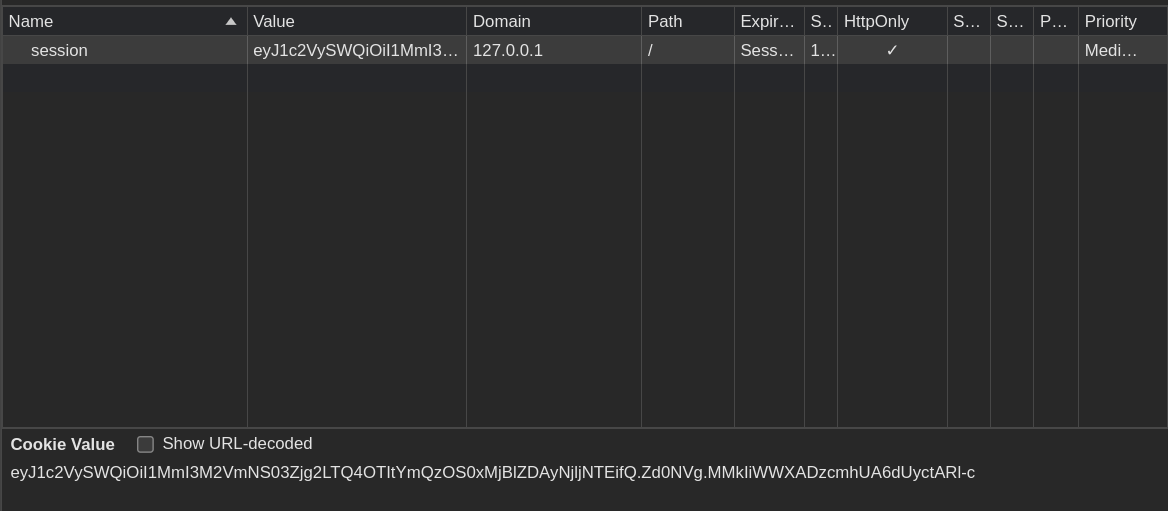 Name ▲ Value Domain Path Expir… S.. HttpOnly S… S… P… Priority
session eyJ1c2VySWQiOiI1MmI3… 127.0.0.1 / Sess… 1… ✓ Medi…
Cookie Value Show URL-decoded
eyJ1c2VySWQiOiI1MmI3M2VmNS03Zjg2LTQ4OTItYmQzOS0xMjBlZDAyNjljNTEifQ.Zd0NVg.MMkIiWWXADzcmhUA6dUyctARl-c